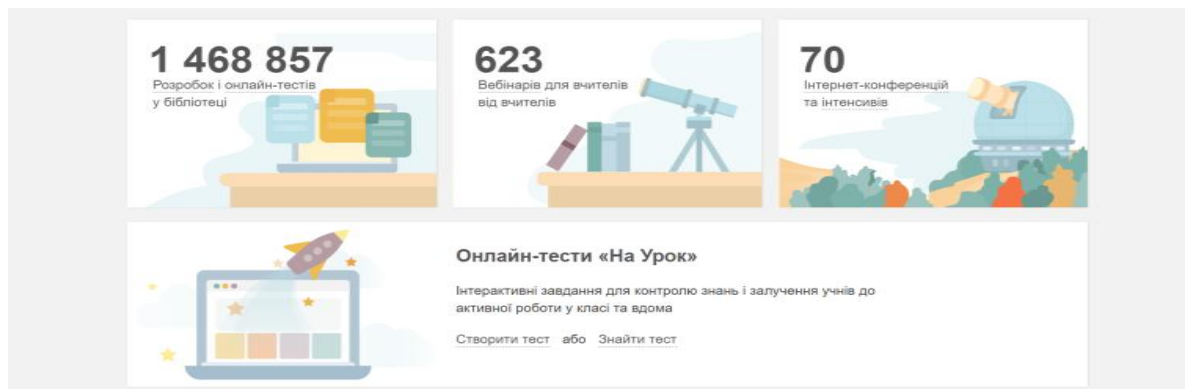 1 468 857
Розробок і онлайн-тестів
у бібліотеці
623
Вебінарів для вчителів
від вчителів
70
Інтернет-конференцій
та інтенсивів
Онлайн-тести «На Урок»
Інтерактивні завдання для контролю знань і залучення учнів до
активної роботи у класі та вдома
Створити тест або Знайти тест